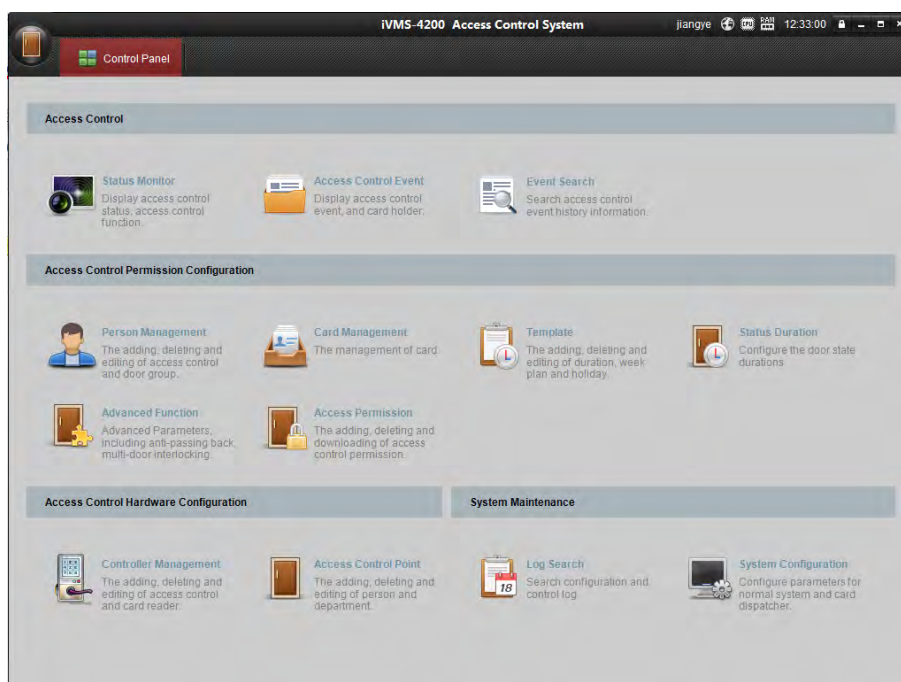 iVMS-4200 Access Control System
jiangye
CPU
RAM
12:33:00
Control Panel
Access Control
Status Monitor
Display access control
status, access control
function.
Access Control Event
Display access control
event, and card holder.
Event Search
Search access control
event history information.
Access Control Permission Configuration
Person Management
The adding, deleting and
editing of access control
and door group.
Card Management
The management of card.
Template
The adding, deleting and
editing of duration, week
plan and holiday.
Status Duration
Configure the door state
durations.
Advanced Function
Advanced Parameters,
including anti-passing back,
multi-door interlocking.
Access Permission
The adding, deleting and
downloading of access
control permission.
Access Control Hardware Configuration
System Maintenance
Controller Management
The adding, deleting and
editing of access control
and card reader.
Access Control Point
The adding, deleting and
editing of person and
department.
18
Log Search
Search configuration and
control log.
System Configuration
Configure parameters for
normal system and card
dispatcher.